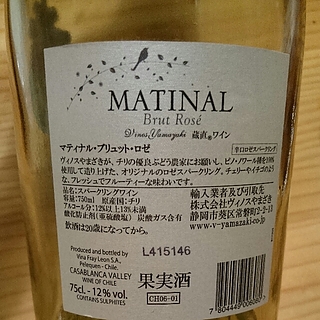 MATINAL
Brut Rosé
Vinos Yamazaki 蔵直®ワイン
マティナル・ブリュット・ロゼ
辛口ロゼスパークリング
ヴィノスやまざきが、チリの優良ぶどう農家にお願いし、ピノ・ノワール種を100%
使用して造り上げた、オリジナルのロゼスパークリング。チェリーやイチゴのよう
な、フレッシュでフルーティーな味わいです。
品名:スパークリングワイン
容量:750ml 原産国:チリ
アルコール分:12%以上13%未満
酸化防止剤(亜硫酸塩) 炭酸ガス含有
飲酒は20歳になってから。
輸入業者及び引取先
株式会社ヴィノスやまざき
静岡市葵区常磐町2-2-13
www.v-yamazaki.co.jp
L415146
Produced and bottled by
Vina Fray Leon S.A.,
Pelequen - Chile.
CASABLANCA VALLEY
WINE OF CHILE
75cl. - 12% vol.
CONTAINS SULPHITES
果実酒
CH06-01